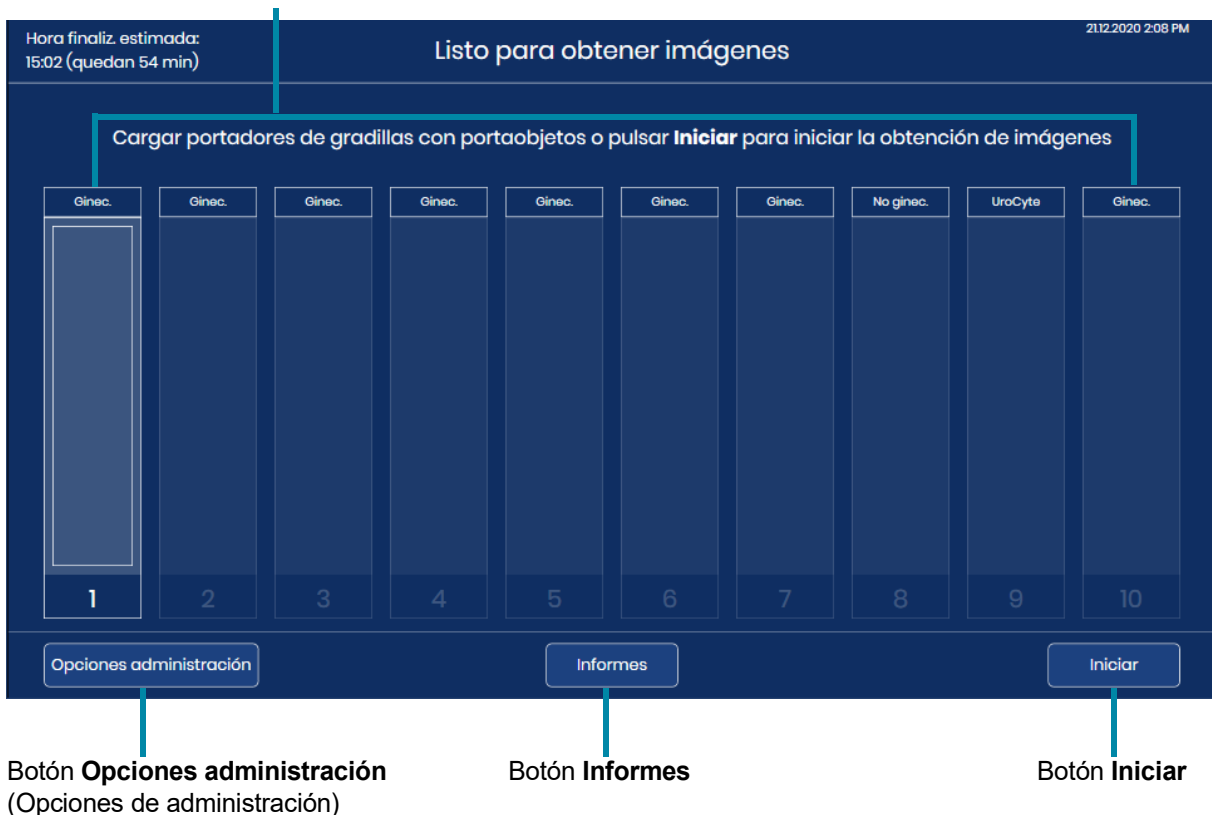 Hora finaliz. estimada:
15:02 (quedan 54 min)
Listo para obtener imágenes
21.12.2020 2:08 PM
Cargar portadores de gradillas con portaobjetos o pulsar Iniciar para iniciar la obtención de imágenes
Ginec. Ginec. Ginec. Ginec. Ginec. Ginec. Ginec. No ginec. UroCyte Ginec.
1 2 3 4 5 6 7 8 9 10
Opciones administración Informes Iniciar
Botón Opciones administración Botón Informes Botón Iniciar
(Opciones de administración)